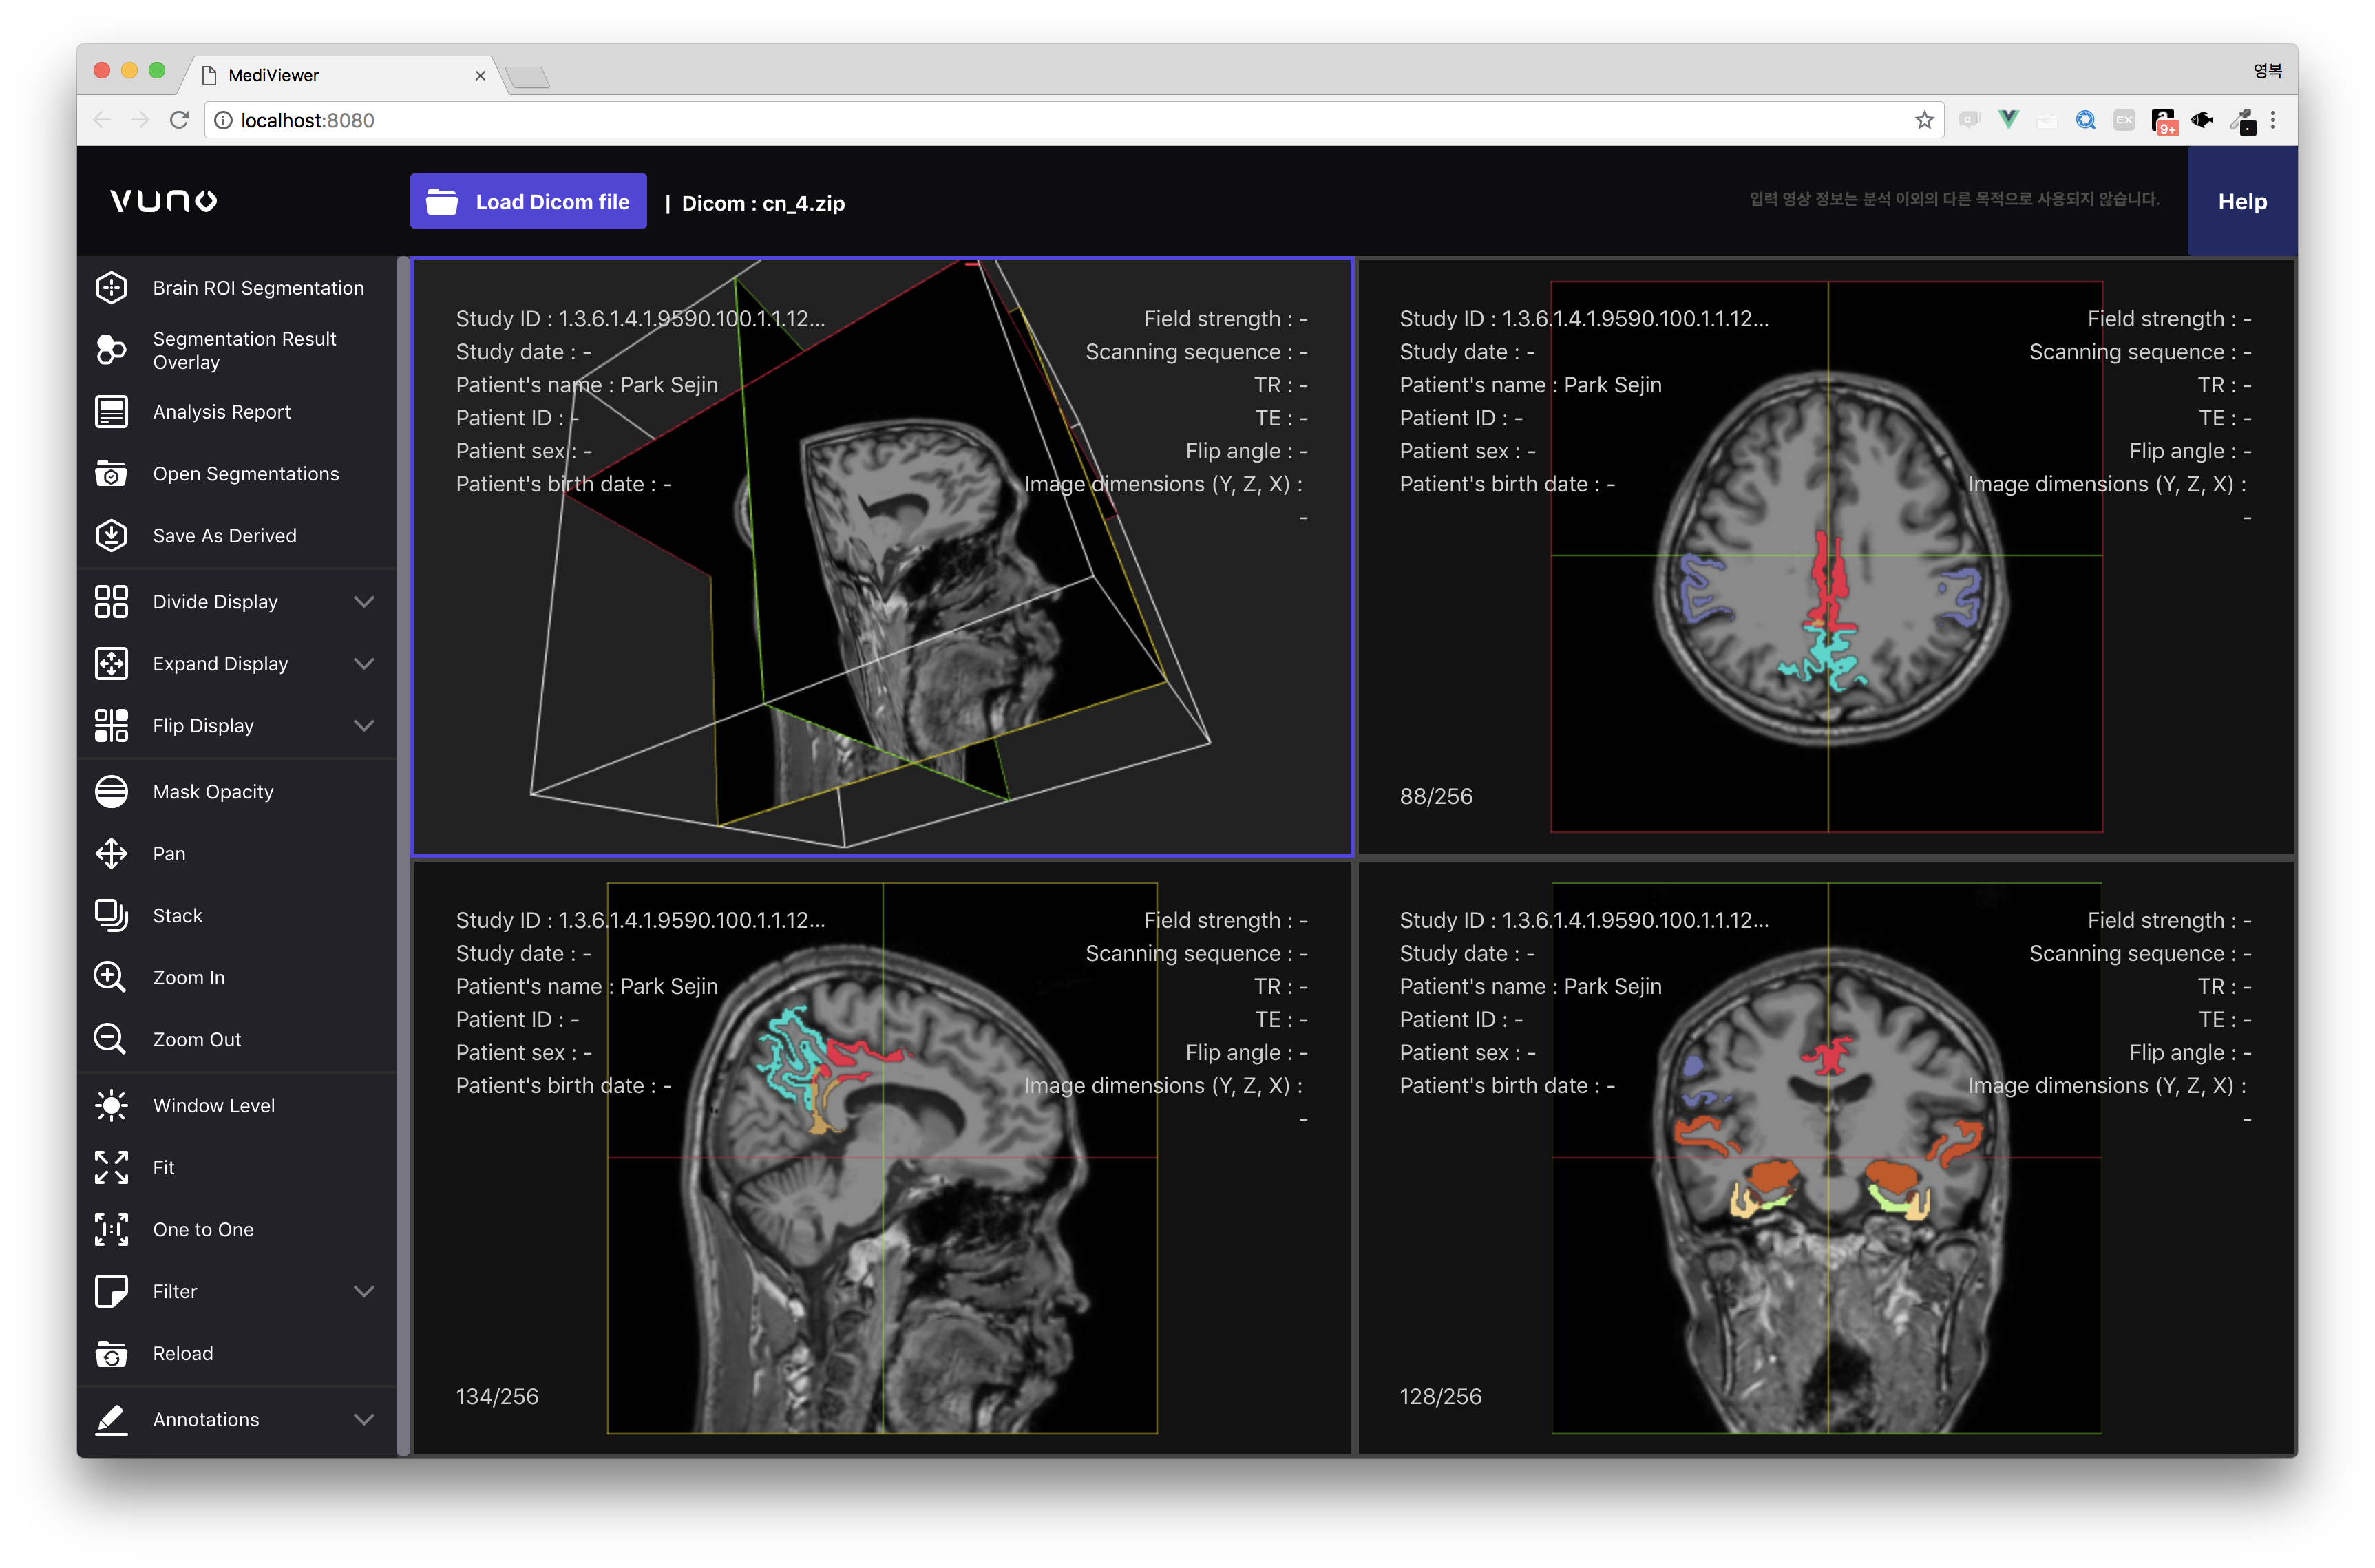 MediViewer
영복
localhost:8080
EX
9+
VUNO
Load Dicom file
| Dicom : cn_4.zip
입력 영상 정보는 분석 이외의 다른 목적으로 사용되지 않습니다.
Help
Brain ROI Segmentation
Segmentation Result
Overlay
Analysis Report
Open Segmentations
Save As Derived
Divide Display
Expand Display
Flip Display
Mask Opacity
Pan
Stack
Zoom In
Zoom Out
Window Level
Fit
1:1
One to One
Filter
Reload
Annotations
Study ID : 1.3.6.1.4.1.9590.100.1.1.12...
Study date : -
Patient's name : Park Sejin
Patient ID : -
Patient sex : -
Patient's birth date : -
Field strength : -
Scanning sequence : -
TR : -
TE : -
Flip angle : -
Image dimensions (Y, Z, X) :
-
Study ID : 1.3.6.1.4.1.9590.100.1.1.12...
Study date : -
Patient's name : Park Sejin
Patient ID : -
Patient sex : -
Patient's birth date : -
Field strength : -
Scanning sequence : -
TR : -
TE : -
Flip angle : -
Image dimensions (Y, Z, X) :
-
88/256
Study ID : 1.3.6.1.4.1.9590.100.1.1.12...
Study date : -
Patient's name : Park Sejin
Patient ID : -
Patient sex : -
Patient's birth date : -
Field strength : -
Scanning sequence : -
TR : -
TE : -
Flip angle : -
Image dimensions (Y, Z, X) :
-
134/256
Study ID : 1.3.6.1.4.1.9590.100.1.1.12...
Study date : -
Patient's name : Park Sejin
Patient ID : -
Patient sex : -
Patient's birth date : -
Field strength : -
Scanning sequence : -
TR : -
TE : -
Flip angle : -
Image dimensions (Y, Z, X) :
-
128/256